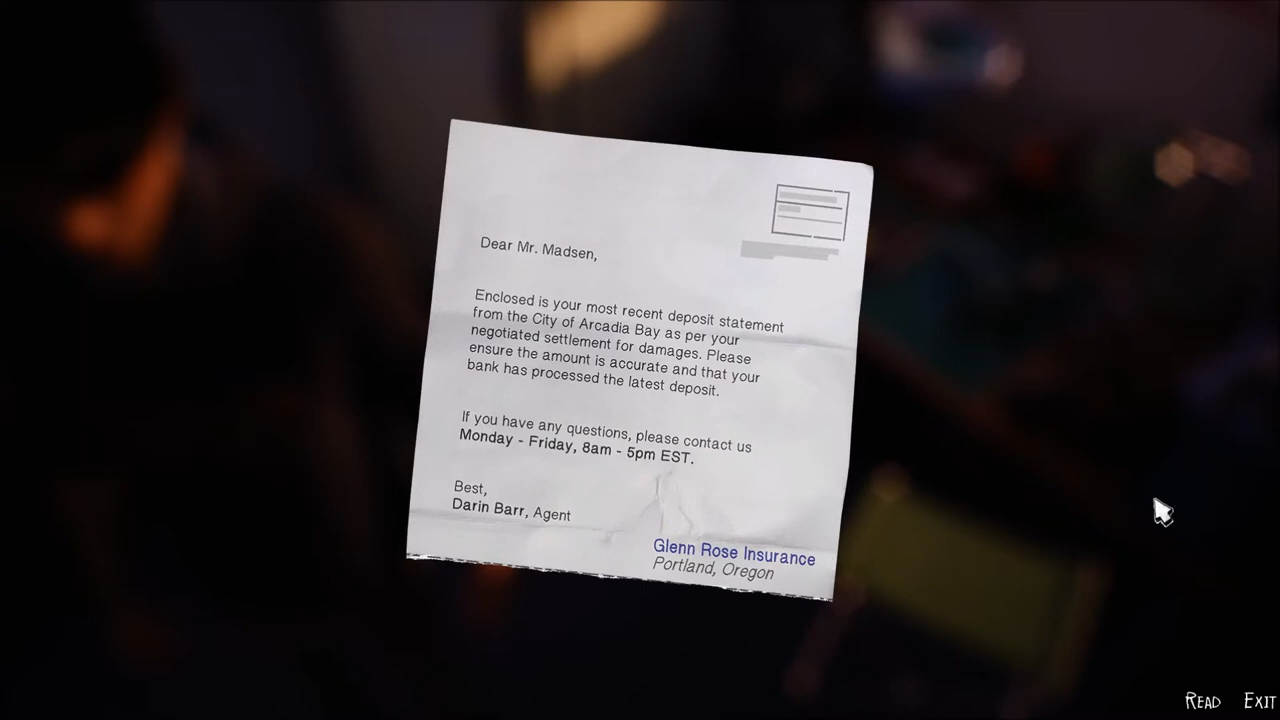 Dear Mr. Madsen,
Enclosed is your most recent deposit statement
from the City of Arcadia Bay as per your
negotiated settlement for damages. Please
ensure the amount is accurate and that your
bank has processed the latest deposit.
If you have any questions, please contact us
Monday - Friday, 8am - 5pm EST.
Best,
Darin Barr, Agent
Glenn Rose Insurance
Portland, Oregon
READ EXIT